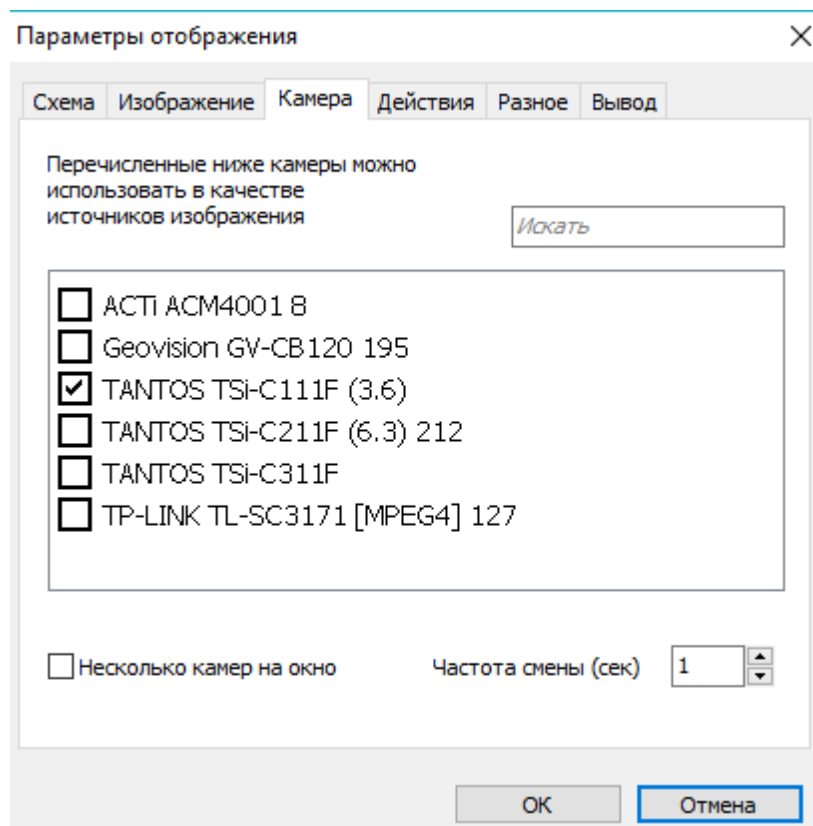 Параметры отображения
Схема Изображение Камера Действия Разное Вывод
Перечисленные ниже камеры можно
использовать в качестве
источников изображения
Искать
ACTi ACM4001 8
Geovision GV-CB120 195
TANTOS TSi-C111F (3.6)
TANTOS TSi-C211F (6.3) 212
TANTOS TSi-C311F
TP-LINK TL-SC3171 [MPEG4] 127
Несколько камер на окно Частота смены (сек) 1
ОК Отмена